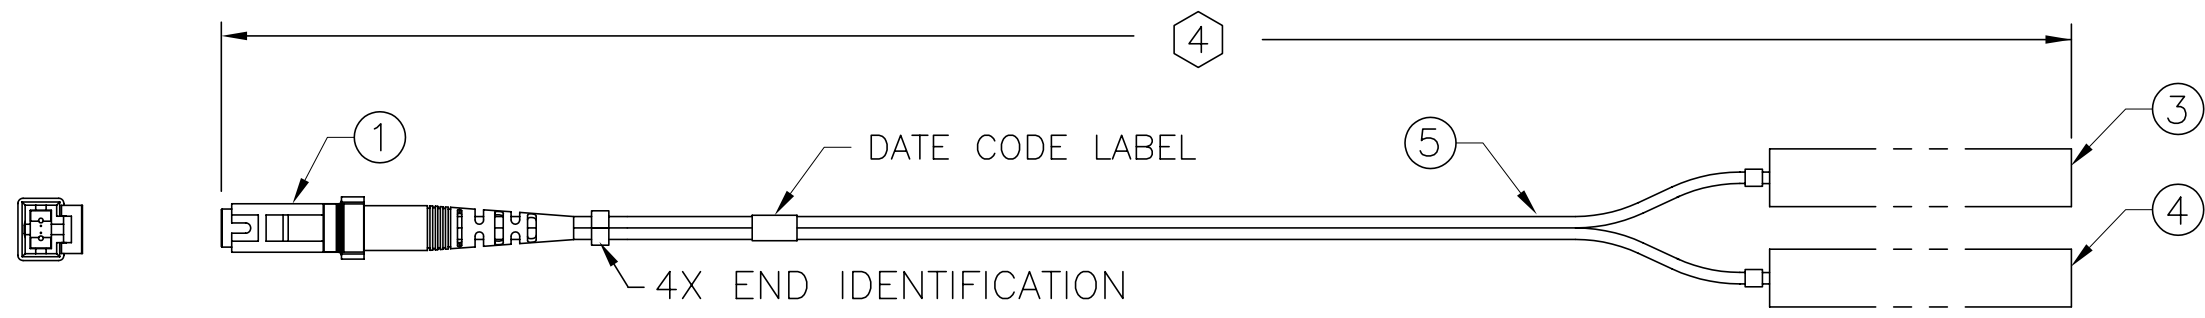 4
1
DATE CODE LABEL
5
3
4
4X END IDENTIFICATION